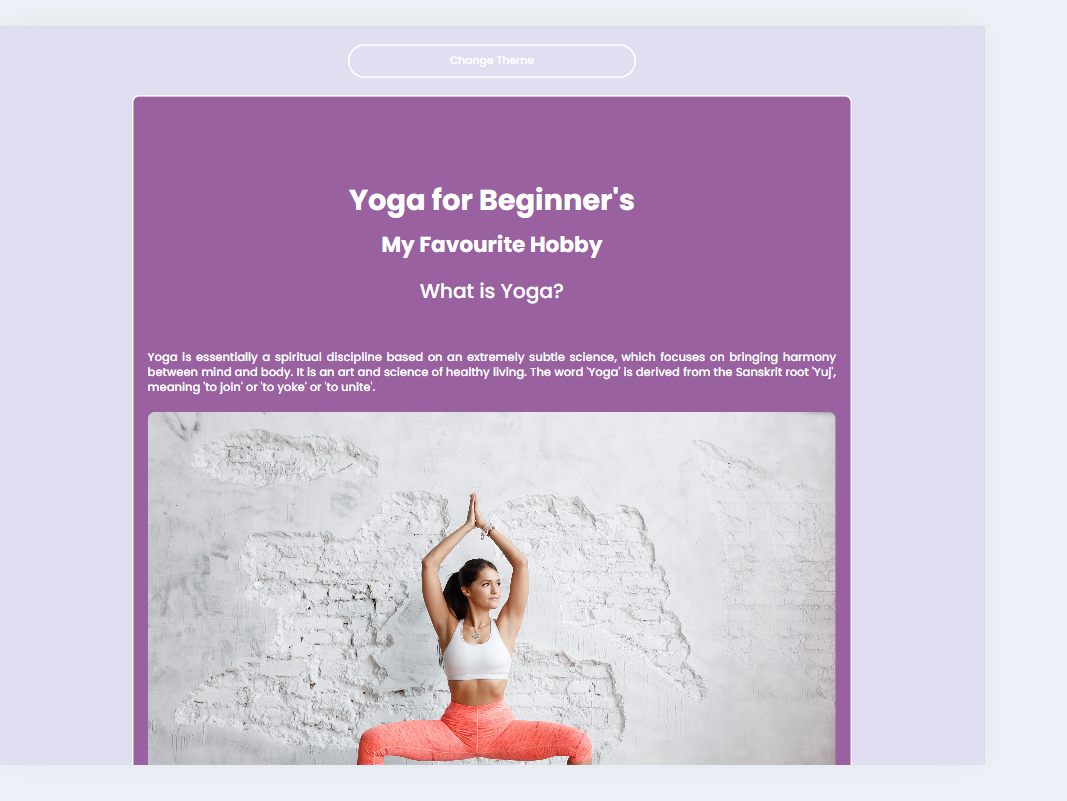 Change Theme
Yoga for Beginner's
My Favourite Hobby
What is Yoga?
Yoga is essentially a spiritual discipline based on an extremely subtle science, which focuses on bringing harmony
between mind and body. It is an art and science of healthy living. The word 'Yoga' is derived from the Sanskrit root 'Yuj',
meaning 'to join' or 'to yoke' or 'to unite'.